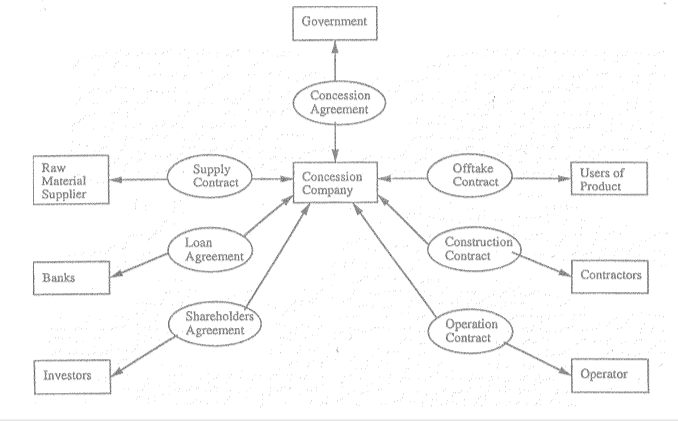 Government
Concession
Agreement
Raw
Material
Supplier
Supply
Contract
Concession
Company
Offtake
Contract
Users of
Product
Loan
Agreement
Construction
Contract
Banks
Contractors
Shareholders
Agreement
Operation
Contract
Investors
Operator